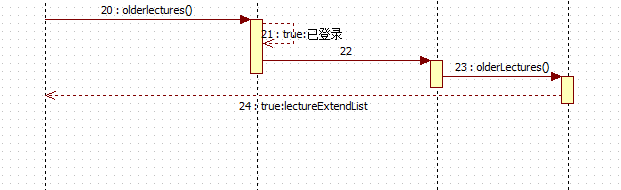 20 : olderlectures()
21 : true:已登录
22
23 : olderLectures()
24 : true:lectureExtendList